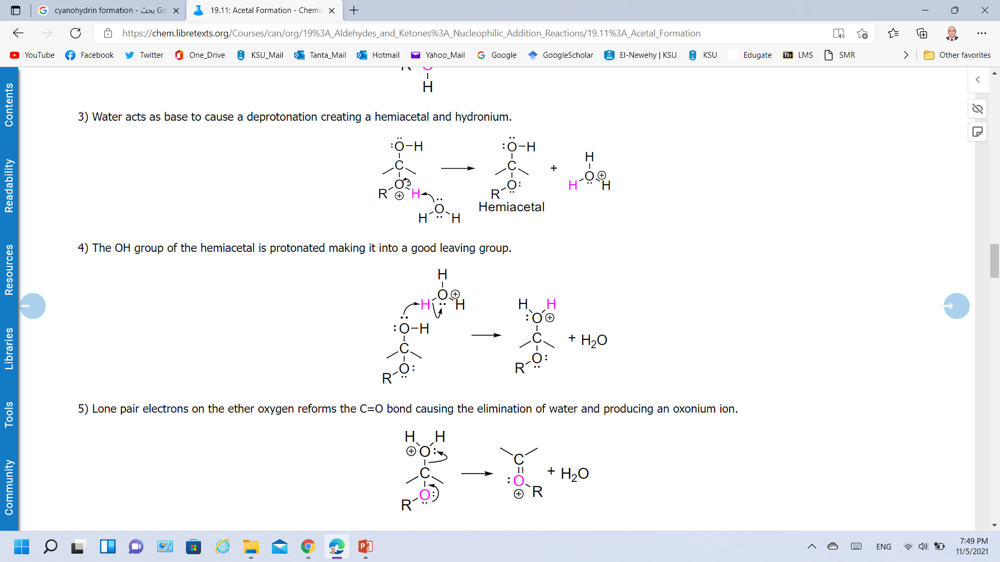 cyanohydrin formation - بحث Go
19.11: Acetal Formation - Chemis
https://chem.libretexts.org/Courses/can/org/19%3A_Aldehydes_and_Ketones%3A_Nucleophilic_Addition_Reactions/19.11%3A_Acetal_Formation
YouTube Facebook Twitter One_Drive KSU_Mail Tanta_Mail Hotmail Yahoo_Mail Google GoogleScholar El-Newehy | KSU KSU Edugate Bb LMS SMR Other favorites
Contents
Readability
Resources
Libraries
Tools
Community
H
3) Water acts as base to cause a deprotonation creating a hemiacetal and hydronium.
:Ö-H :Ö-H H
C C + O⊕
O O: H H
R ⊕ H R
O Hemiacetal
H H
4) The OH group of the hemiacetal is protonated making it into a good leaving group.
H
O⊕ H H
H H :O⊕
:O-H
C C + H₂O
O: O:
R R
5) Lone pair electrons on the ether oxygen reforms the C=O bond causing the elimination of water and producing an oxonium ion.
H H
⊕O: C
C :O + H₂O
O: ⊕ R
R
ENG
7:49 PM
11/5/2021